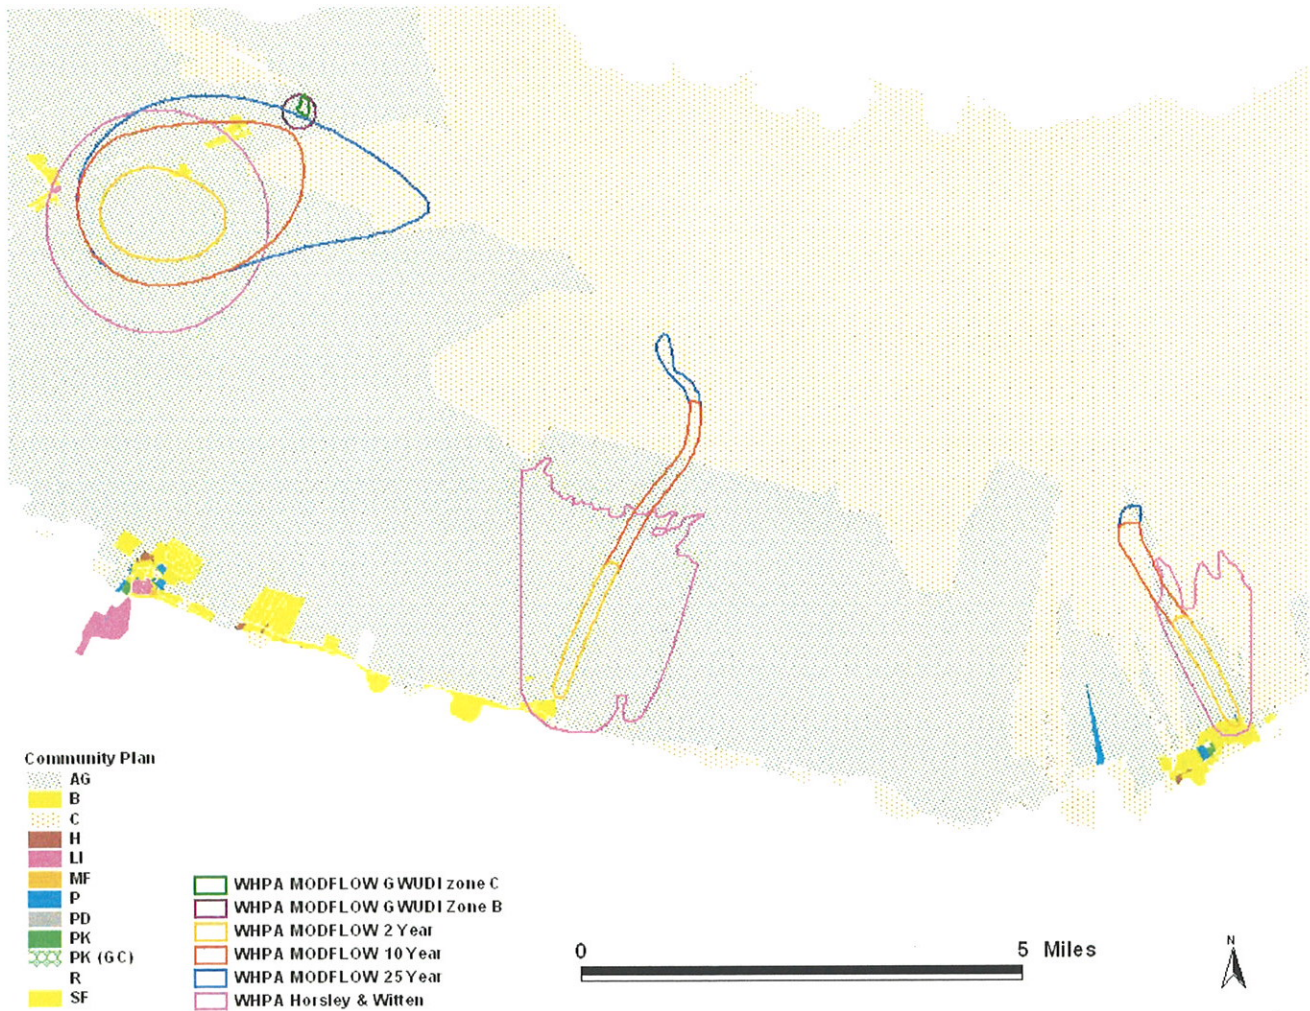 Community Plan
AG
B
C
H
LI
MF
P
PD
PK
PK (GC)
R
SF
WHPA MODFLOW GWUDI zone C
WHPA MODFLOW GWUDI Zone B
WHPA MODFLOW 2 Year
WHPA MODFLOW 10 Year
WHPA MODFLOW 25 Year
WHPA Horsley & Witten
0 5 Miles
N